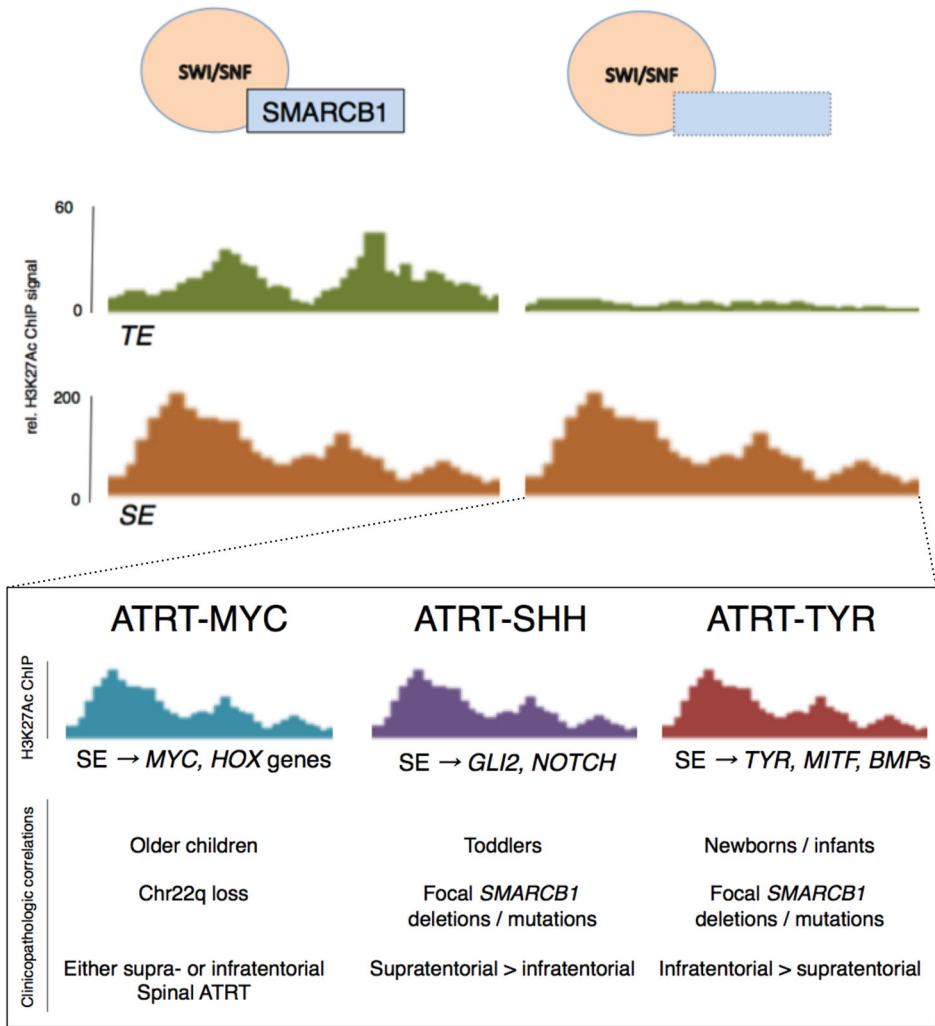 SWI/SNF
SMARCB1
SWI/SNF
rel. H3K27Ac ChIP signal
60
0
TE
200
0
SE
ATRT-MYC
ATRT-SHH
ATRT-TYR
H3K27Ac ChIP
SE → MYC, HOX genes
SE → GLI2, NOTCH
SE → TYR, MITF, BMPs
Clinicopathologic correlations
Older children
Toddlers
Newborns / infants
Chr22q loss
Focal SMARCB1
deletions / mutations
Focal SMARCB1
deletions / mutations
Either supra- or infratentorial
Spinal ATRT
Supratentorial > infratentorial
Infratentorial > supratentorial